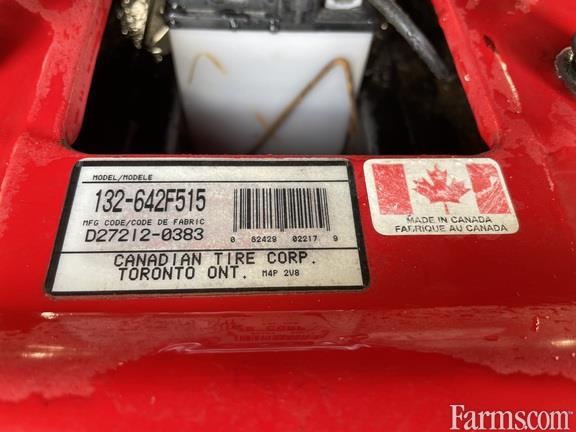 MODEL/MODELE
132-642F515
MFG CODE/CODE DE FABRIC
D27212-0383
0 62429 02217 9
CANADIAN TIRE CORP.
TORONTO ONT. M4P 2V8
MADE IN CANADA
FABRIQUE AU CANADA
Farms.com